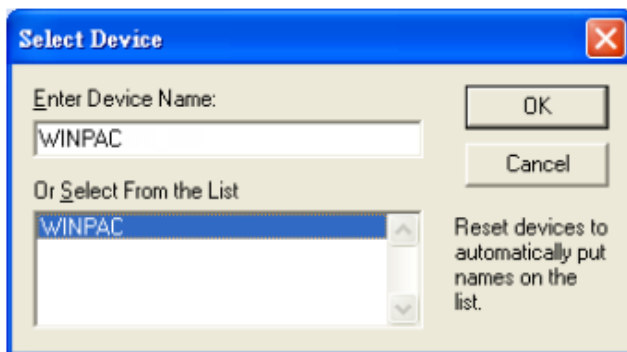 Select Device
Enter Device Name:
WINPAC
Or Select From the List
WINPAC
OK
Cancel
Reset devices to
automatically put
names on the
list.